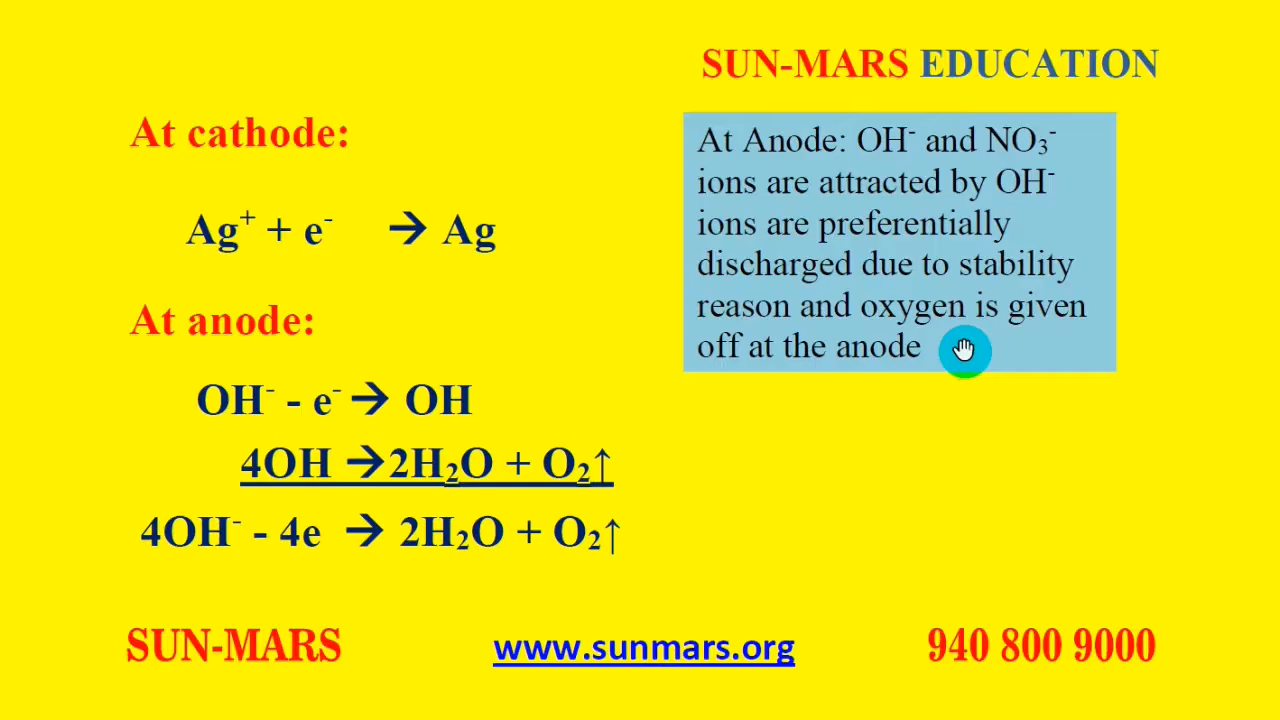 SUN-MARS EDUCATION
At cathode:
Ag⁺ + e⁻ → Ag
At anode:
OH⁻ - e⁻ → OH
4OH → 2H₂O + O₂↑
4OH⁻ - 4e → 2H₂O + O₂↑
At Anode: OH⁻ and NO₃⁻
ions are attracted by OH⁻
ions are preferentially
discharged due to stability
reason and oxygen is given
off at the anode
SUN-MARS
www.sunmars.org
940 800 9000